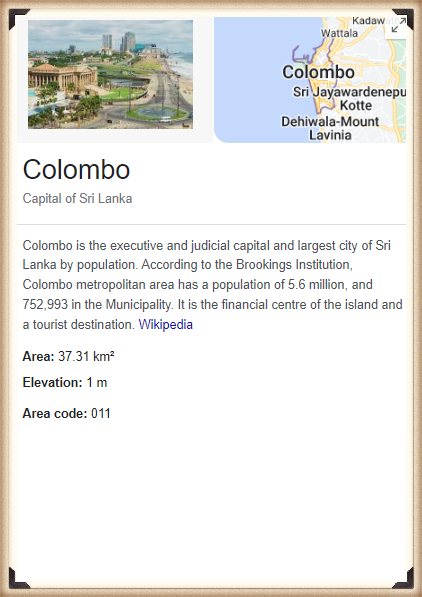 Kadaw
Wattala
Colombo
Sri Jayawardenepu
Kotte
Dehiwala-Mount
Lavinia
Colombo
Capital of Sri Lanka
Colombo is the executive and judicial capital and largest city of Sri
Lanka by population. According to the Brookings Institution,
Colombo metropolitan area has a population of 5.6 million, and
752,993 in the Municipality. It is the financial centre of the island and
a tourist destination. Wikipedia
Area: 37.31 km²
Elevation: 1 m
Area code: 011